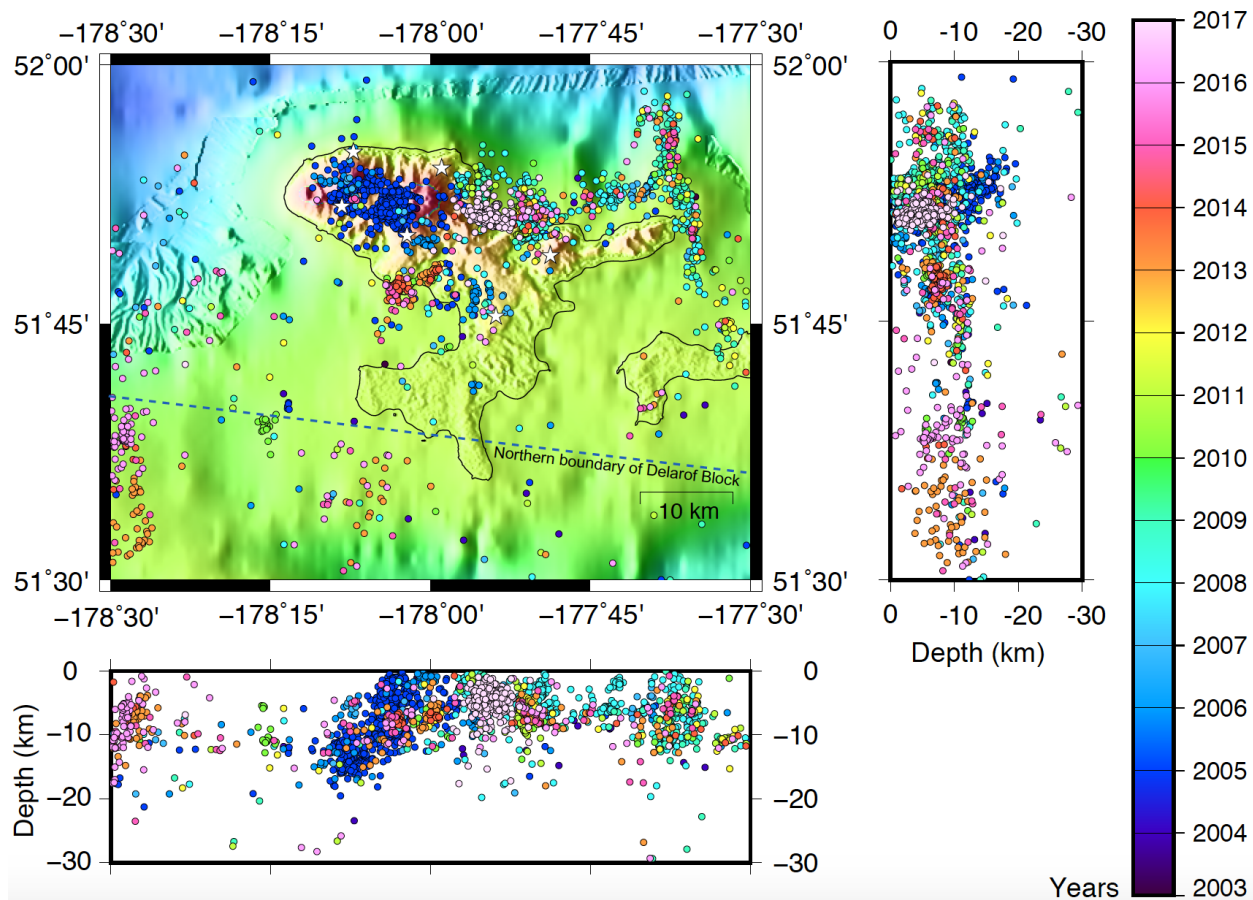 −178˚30' −178˚15' −178˚00' −177˚45' −177˚30'
52˚00' 52˚00'
51˚45' 51˚45'
51˚30' 51˚30'
Northern boundary of Delarof Block
10 km
−178˚30' −178˚15' −178˚00' −177˚45' −177˚30'
0 -10 -20 -30
0 -10 -20 -30
Depth (km)
0 0
−10 −10
−20 −20
−30 −30
Depth (km)
2017
2016
2015
2014
2013
2012
2011
2010
2009
2008
2007
2006
2005
2004
2003
Years